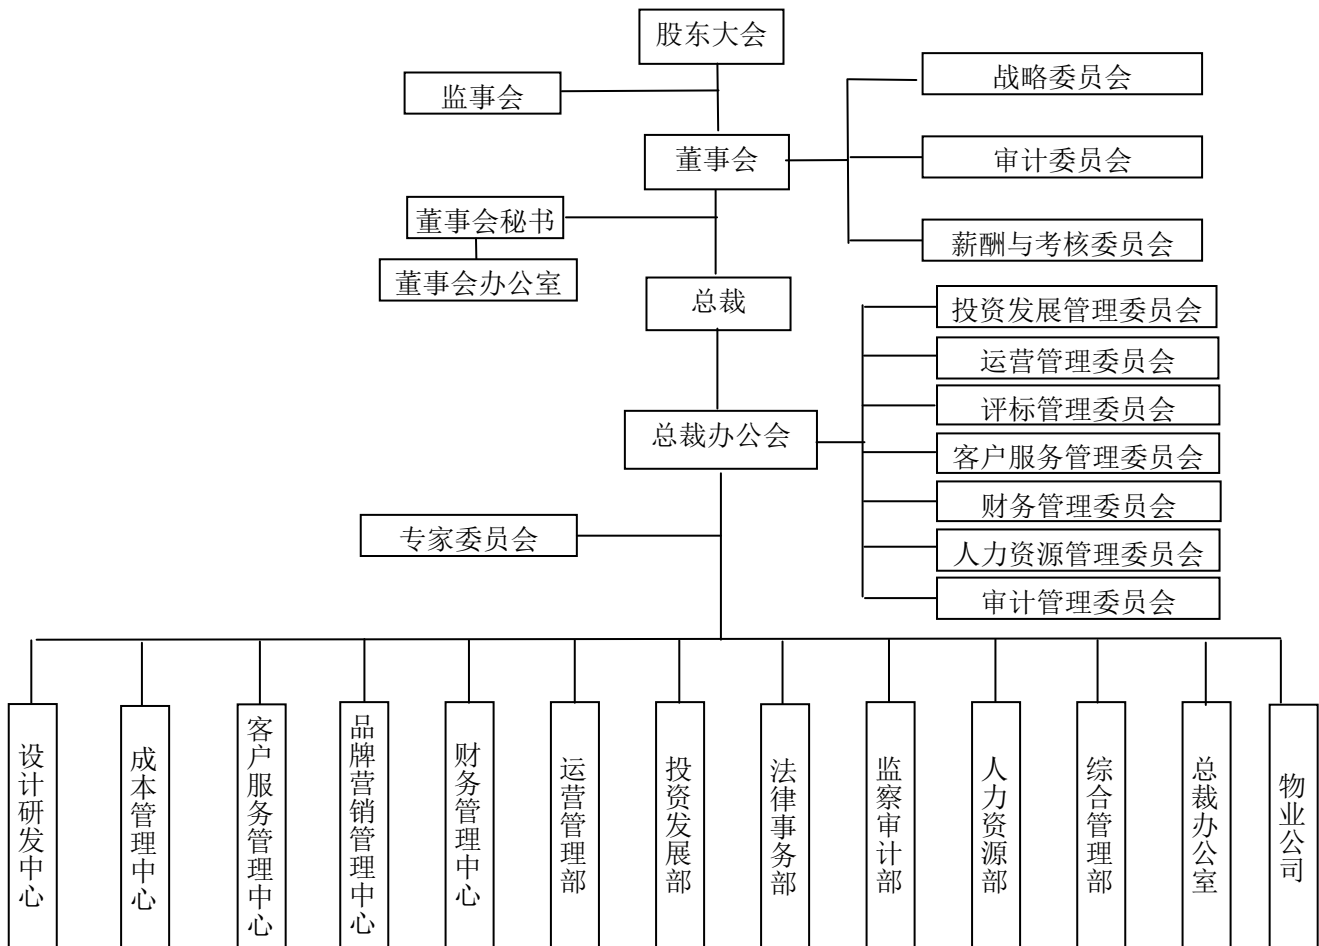 股东大会
监事会
战略委员会
董事会
审计委员会
董事会秘书
薪酬与考核委员会
董事会办公室
总裁
投资发展管理委员会
运营管理委员会
评标管理委员会
总裁办公会
客户服务管理委员会
财务管理委员会
专家委员会
人力资源管理委员会
审计管理委员会
设计研发中心
成本管理中心
客户服务管理中心
品牌营销管理中心
财务管理中心
运营管理部
投资发展部
法律事务部
监察审计部
人力资源部
综合管理部
总裁办公室
物业公司